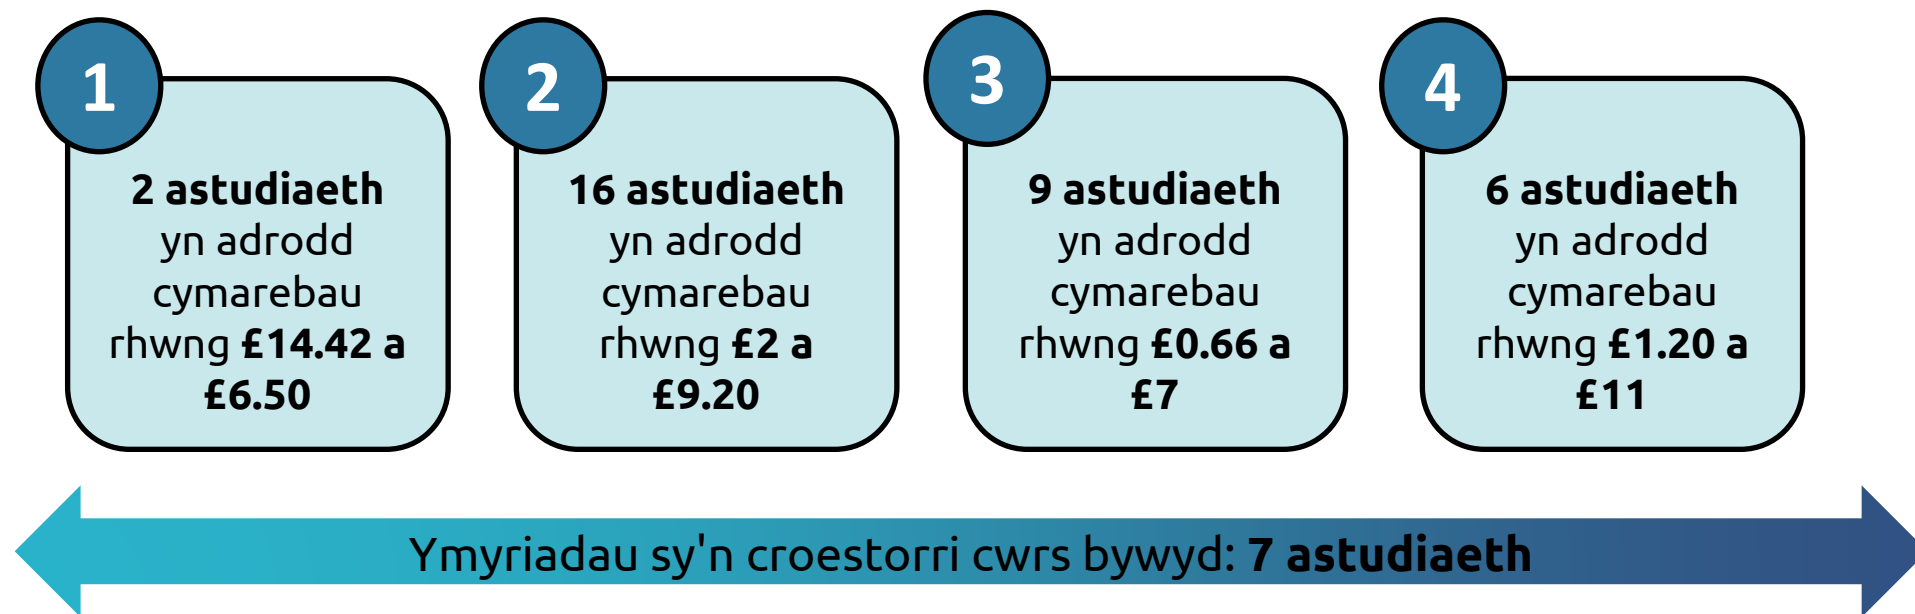 1
2 astudiaeth
yn adrodd
cymarebau
rhwng £14.42 a
£6.50
2
16 astudiaeth
yn adrodd
cymarebau
rhwng £2 a
£9.20
3
9 astudiaeth
yn adrodd
cymarebau
rhwng £0.66 a
£7
4
6 astudiaeth
yn adrodd
cymarebau
rhwng £1.20 a
£11
Ymyriadau sy'n croestorri cwrs bywyd: 7 astudiaeth